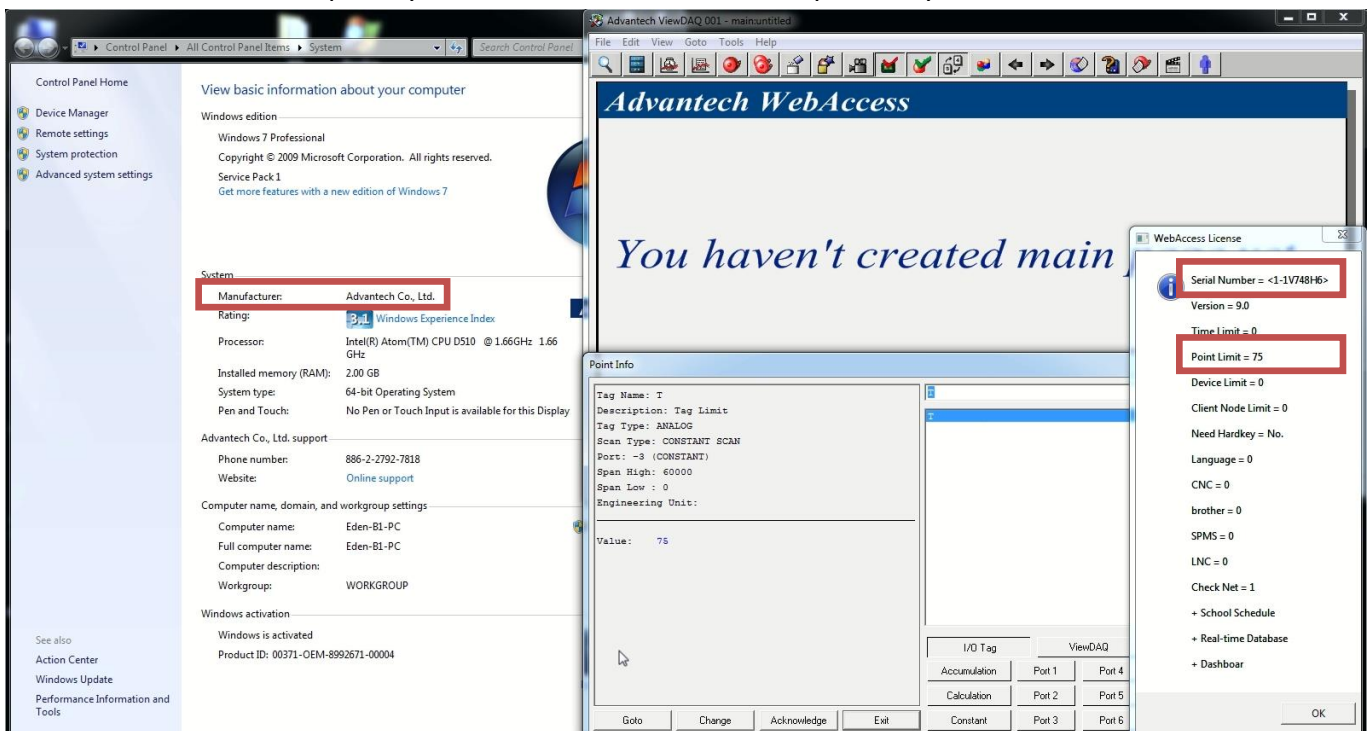 Control Panel ▸ All Control Panel Items ▸ System
Search Control Panel
Control Panel Home
Device Manager
Remote settings
System protection
Advanced system settings
See also
Action Center
Windows Update
Performance Information and
Tools
View basic information about your computer
Windows edition
Windows 7 Professional
Copyright © 2009 Microsoft Corporation. All rights reserved.
Service Pack 1
Get more features with a new edition of Windows 7
System
Manufacturer: Advantech Co., Ltd.
Rating: 3.1 Windows Experience Index
Processor: Intel(R) Atom(TM) CPU D510 @ 1.66GHz 1.66
GHz
Installed memory (RAM): 2.00 GB
System type: 64-bit Operating System
Pen and Touch: No Pen or Touch Input is available for this Display
Advantech Co., Ltd. support
Phone number: 886-2-2792-7818
Website: Online support
Computer name, domain, and workgroup settings
Computer name: Eden-B1-PC
Full computer name: Eden-B1-PC
Computer description:
Workgroup: WORKGROUP
Windows activation
Windows is activated
Product ID: 00371-OEM-8992671-00004
Advantech ViewDAQ 001 - main:untitled
File Edit View Goto Tools Help
Advantech WebAccess
You haven't created main
Point Info
Tag Name: T
Description: Tag Limit
Tag Type: ANALOG
Scan Type: CONSTANT SCAN
Port: -3 (CONSTANT)
Span High: 60000
Span Low : 0
Engineering Unit:
Value: 75
T
T
I/O Tag ViewDAQ
Accumulation Port 1 Port 4
Calculation Port 2 Port 5
Constant Port 3 Port 6
Goto Change Acknowledge Exit
WebAccess License
Serial Number = <1-1V748H6>
Version = 9.0
Time Limit = 0
Point Limit = 75
Device Limit = 0
Client Node Limit = 0
Need Hardkey = No.
Language = 0
CNC = 0
brother = 0
SPMS = 0
LNC = 0
Check Net = 1
+ School Schedule
+ Real-time Database
+ Dashboar
OK